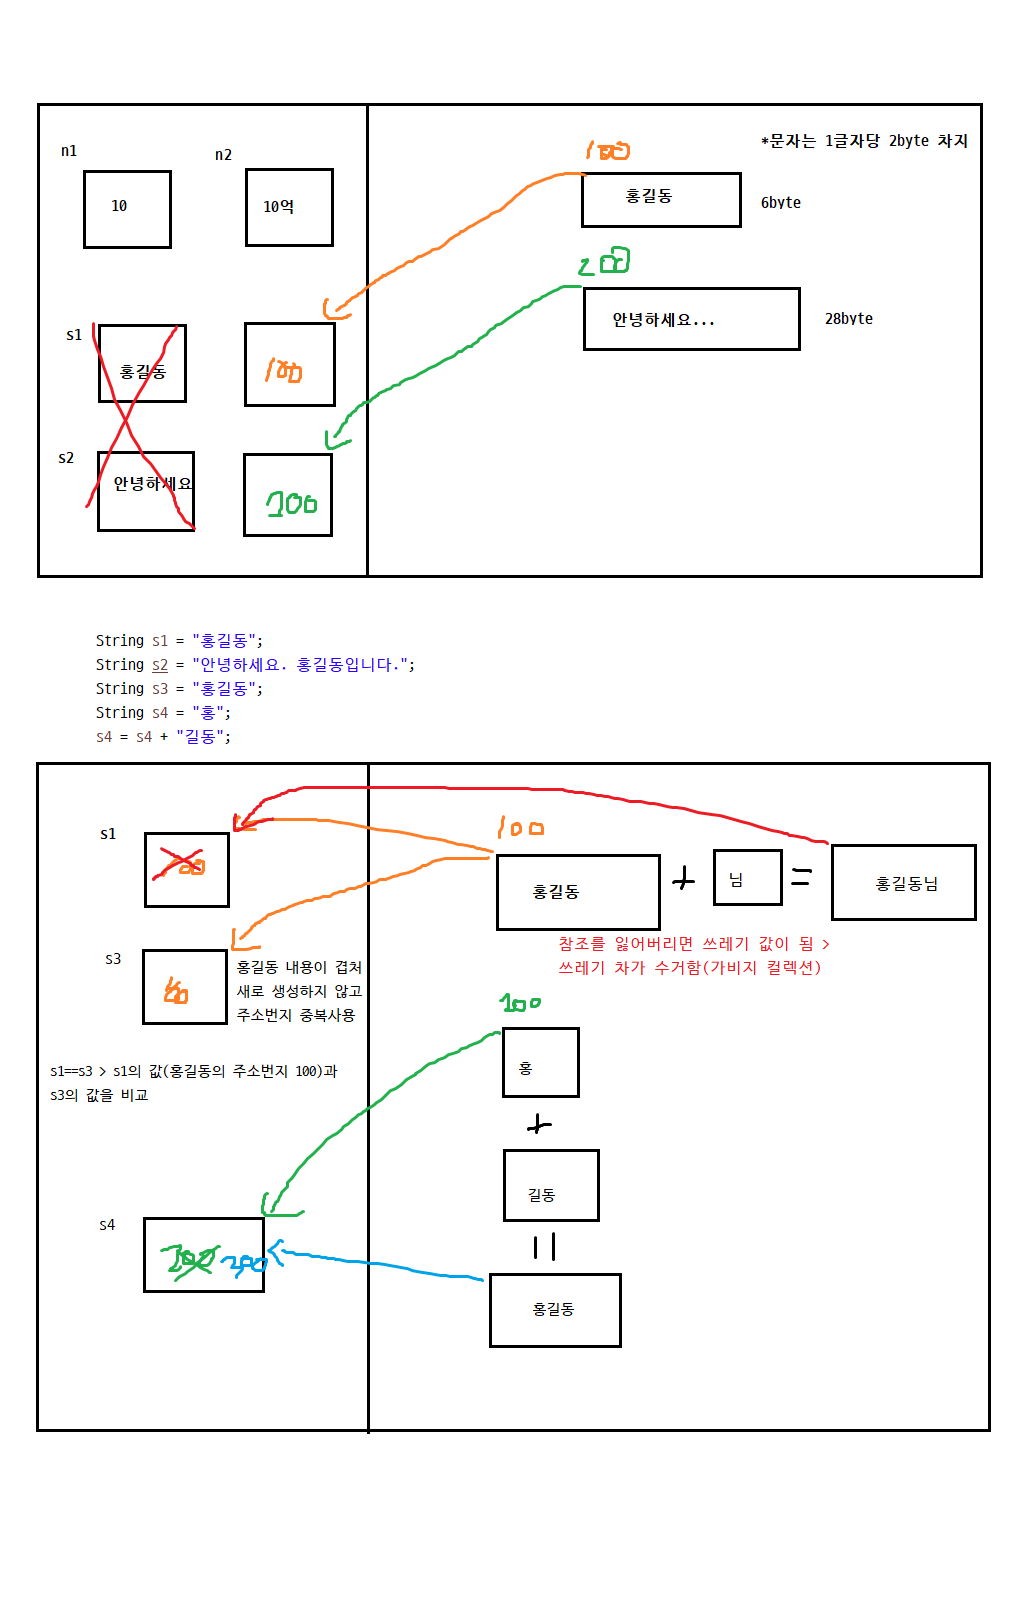 *문자는 1글자당 2byte 차지
n1
n2
100
10
10억
홍길동
6byte
200
안녕하세요...
28byte
s1
홍길동
100
s2
안녕하세요
200
String s1 = "홍길동";
String s2 = "안녕하세요. 홍길동입니다.";
String s3 = "홍길동";
String s4 = "홍";
s4 = s4 + "길동";
s1
100
100
홍길동
+
님
=
홍길동님
참조를 잃어버리면 쓰레기 값이 됨 >
쓰레기 차가 수거함(가비지 컬렉션)
s3
100
홍길동 내용이 겹쳐
새로 생성하지 않고
주소번지 중복사용
s1==s3 > s1의 값(홍길동의 주소번지 100)과
s3의 값을 비교
100
홍
+
길동
=
홍길동
s4
200